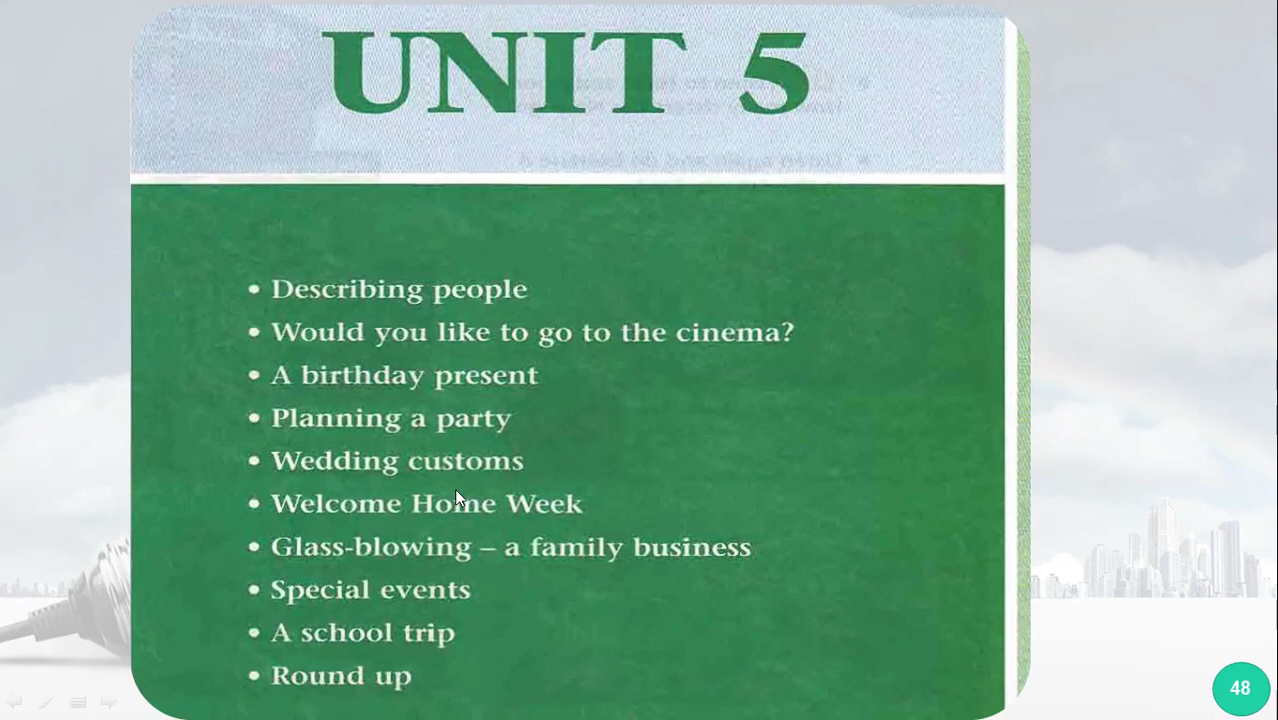 UNIT 5
• Describing people
• Would you like to go to the cinema?
• A birthday present
• Planning a party
• Wedding customs
• Welcome Home Week
• Glass-blowing – a family business
• Special events
• A school trip
• Round up
48